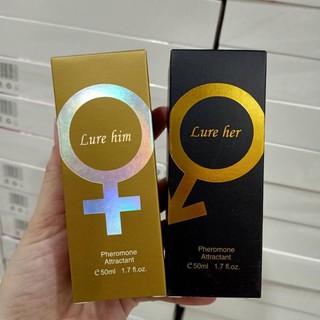 Lure him
Pheromone
Attractant
℮50ml 1.7 fl.oz.
Lure her
Pheromone
Attractant
℮50ml 1.7 fl.oz.